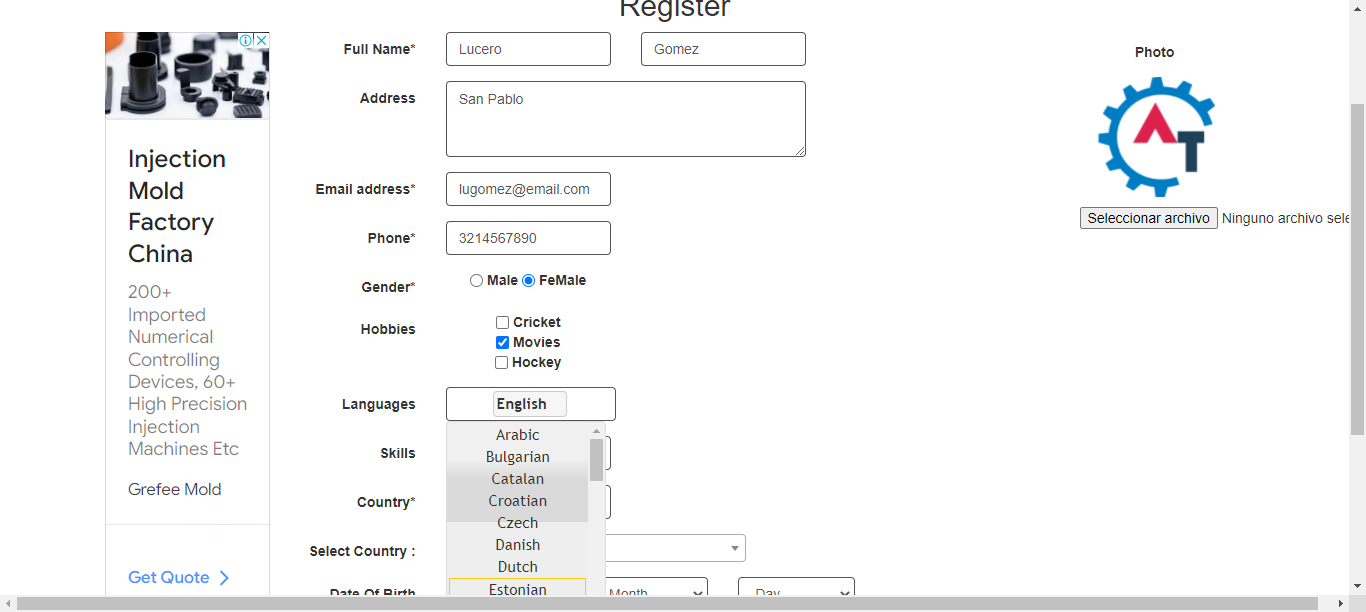 Register
Full Name*
Lucero
Gomez
Address
San Pablo
Email address*
lugomez@email.com
Phone*
3214567890
Gender*
Male
FeMale
Hobbies
Cricket
Movies
Hockey
Languages
English
Arabic
Bulgarian
Catalan
Croatian
Czech
Danish
Dutch
Estonian
Skills
Country*
Select Country :
Date Of Birth
Month
Day
Photo
AT
Seleccionar archivo
Ninguno archivo sele
Injection
Mold
Factory
China
200+
Imported
Numerical
Controlling
Devices, 60+
High Precision
Injection
Machines Etc
Grefee Mold
Get Quote